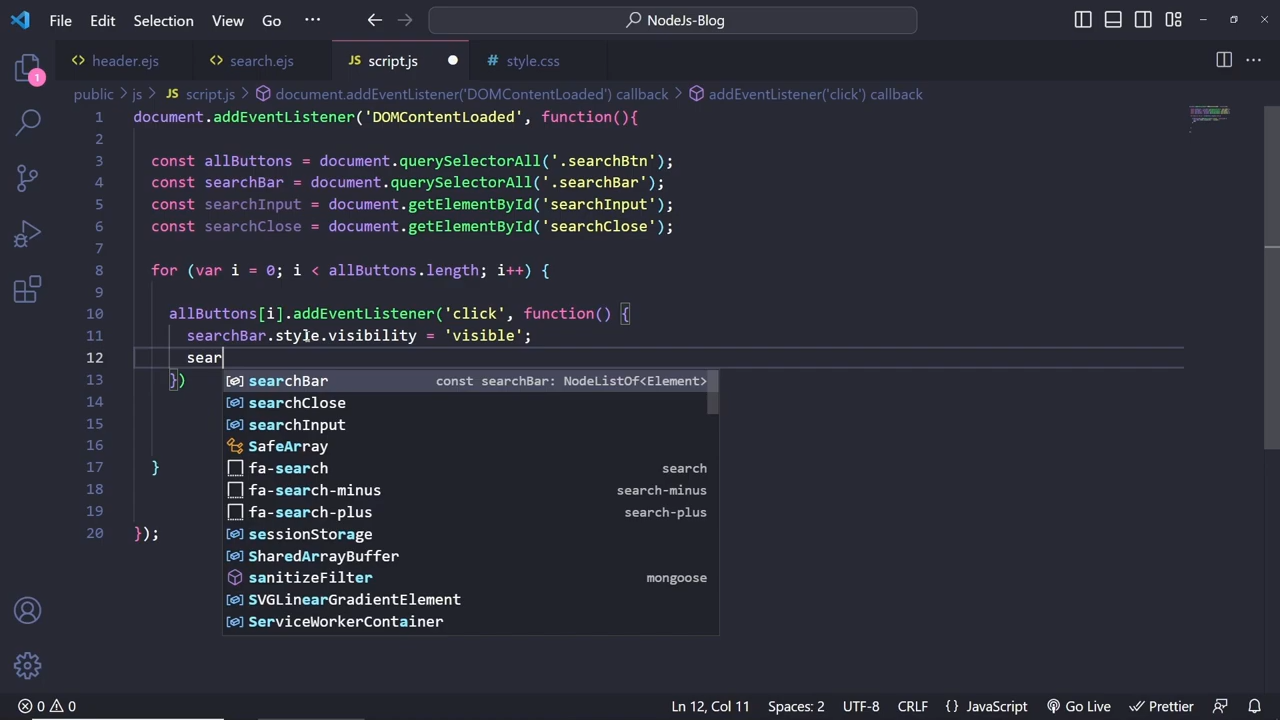 File Edit Selection View Go ··· NodeJs-Blog
1
header.ejs search.ejs JS script.js # style.css ···
public > js > JS script.js > document.addEventListener('DOMContentLoaded') callback > addEventListener('click') callback
1 document.addEventListener('DOMContentLoaded', function(){
2
3 const allButtons = document.querySelectorAll('.searchBtn');
4 const searchBar = document.querySelectorAll('.searchBar');
5 const searchInput = document.getElementById('searchInput');
6 const searchClose = document.getElementById('searchClose');
7
8 for (var i = 0; i < allButtons.length; i++) {
9
10 allButtons[i].addEventListener('click', function() {
11 searchBar.style.visibility = 'visible';
12 sear
13 })
searchBar const searchBar: NodeListOf<Element>
14 searchClose
15 searchInput
16 SafeArray
17 } fa-search search
18 fa-search-minus search-minus
19 fa-search-plus search-plus
20 }); sessionStorage
SharedArrayBuffer
sanitizeFilter mongoose
SVGLinearGradientElement
ServiceWorkerContainer
0 0 Ln 12, Col 11 Spaces: 2 UTF-8 CRLF {} JavaScript Go Live Prettier